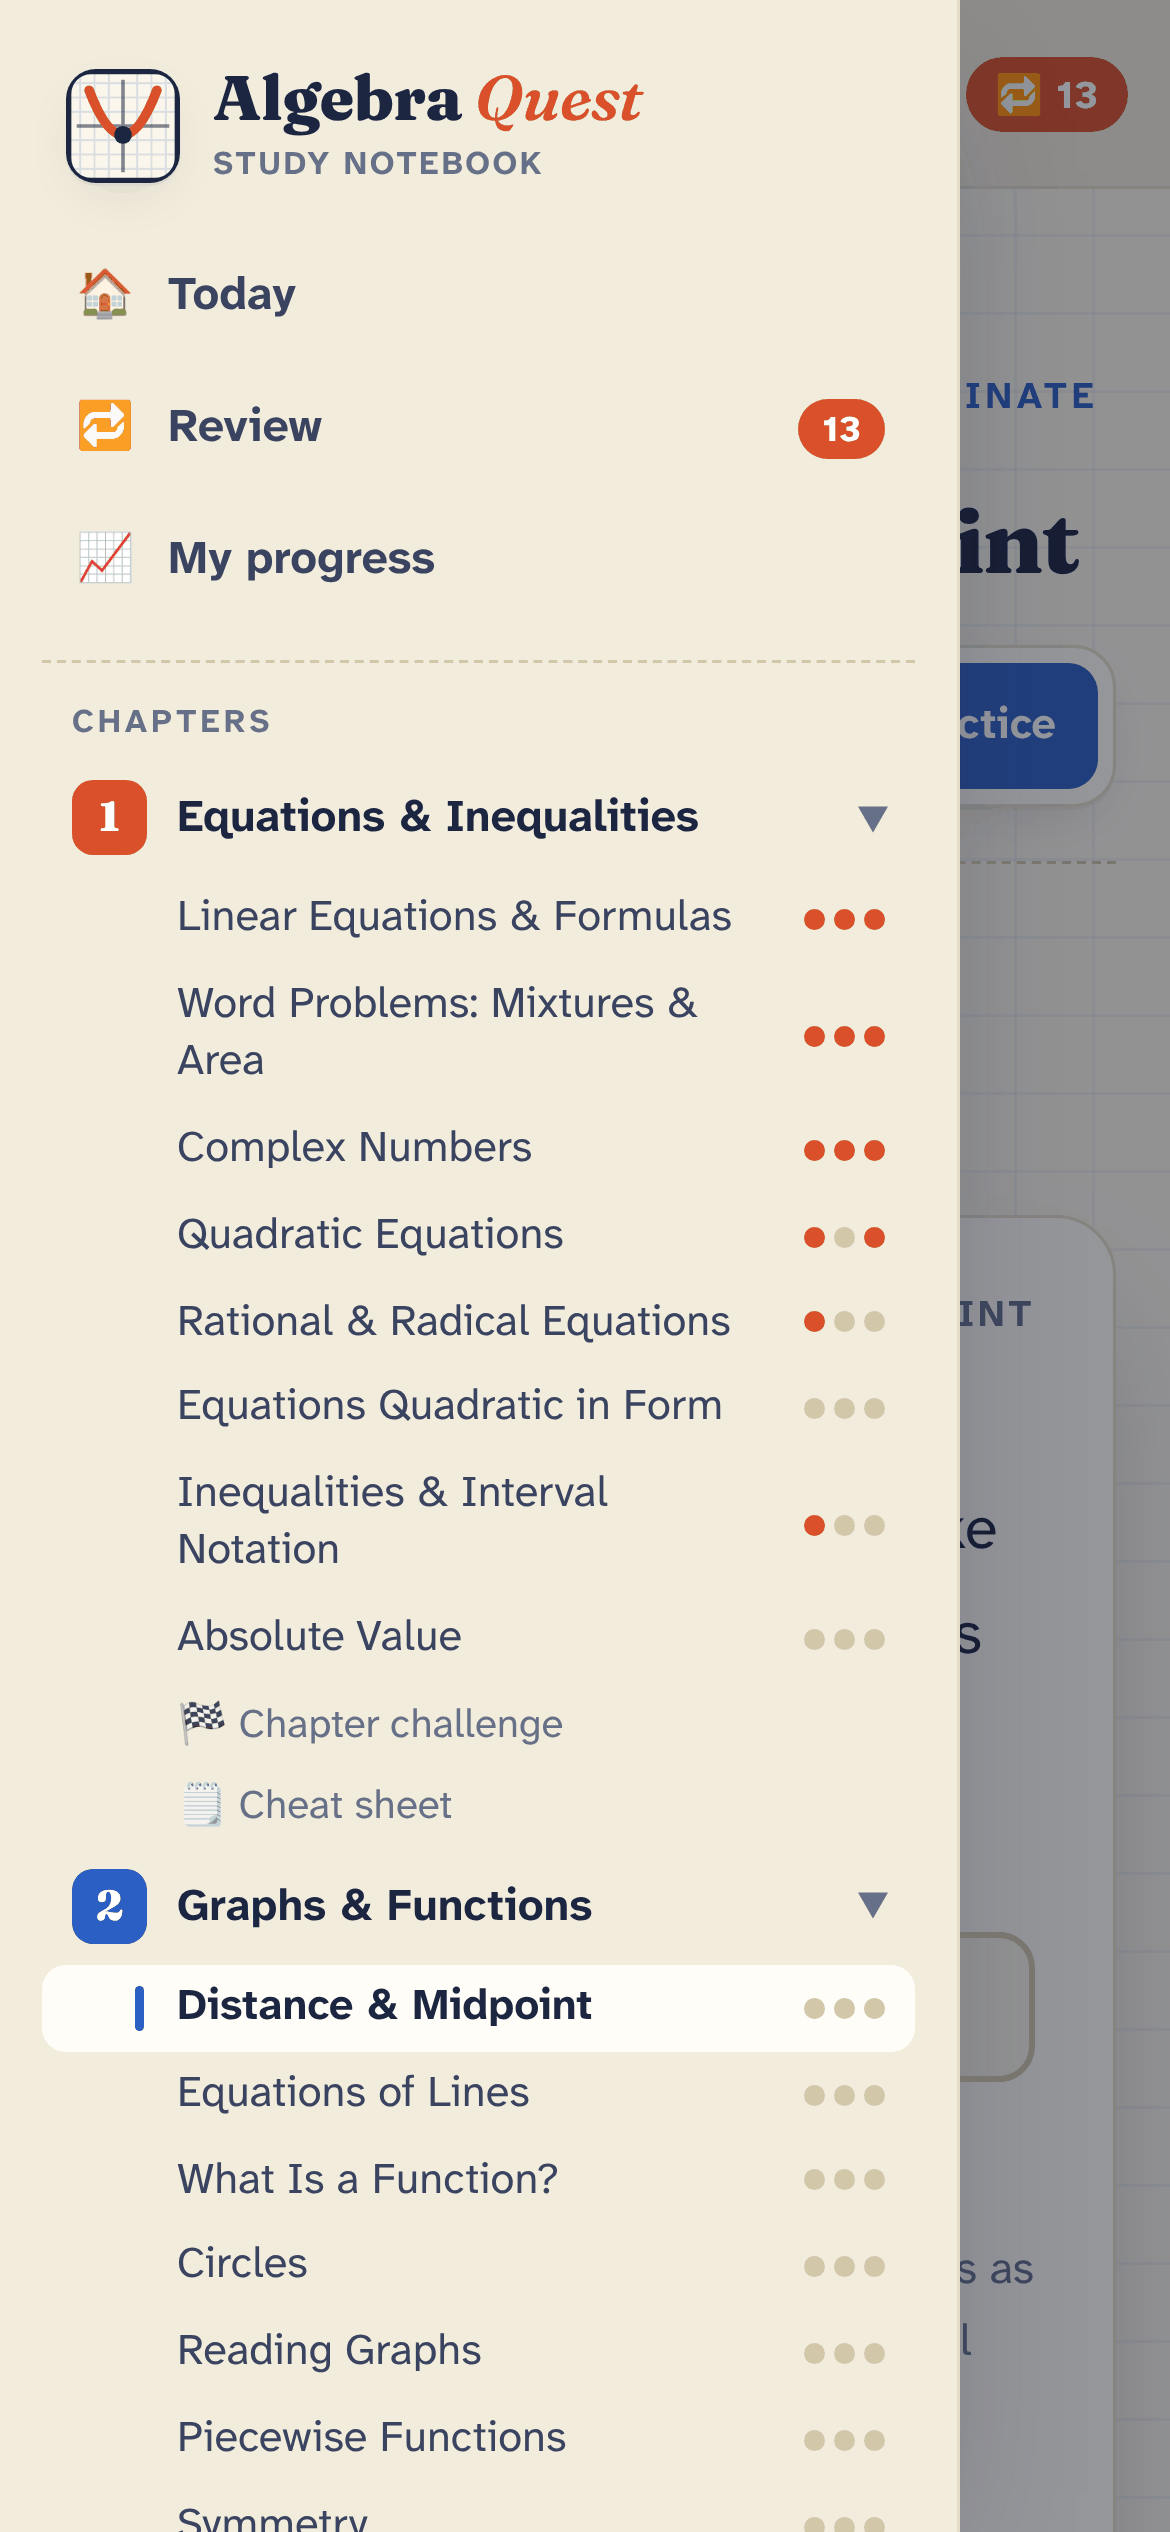 Algebra Quest
STUDY NOTEBOOK
13
Today
Review
13
My progress
CHAPTERS
1 Equations & Inequalities
Linear Equations & Formulas
Word Problems: Mixtures &
Area
Complex Numbers
Quadratic Equations
Rational & Radical Equations
Equations Quadratic in Form
Inequalities & Interval
Notation
Absolute Value
Chapter challenge
Cheat sheet
2 Graphs & Functions
Distance & Midpoint
Equations of Lines
What Is a Function?
Circles
Reading Graphs
Piecewise Functions
Symmetry
INATE
int
ctice
INT
s as